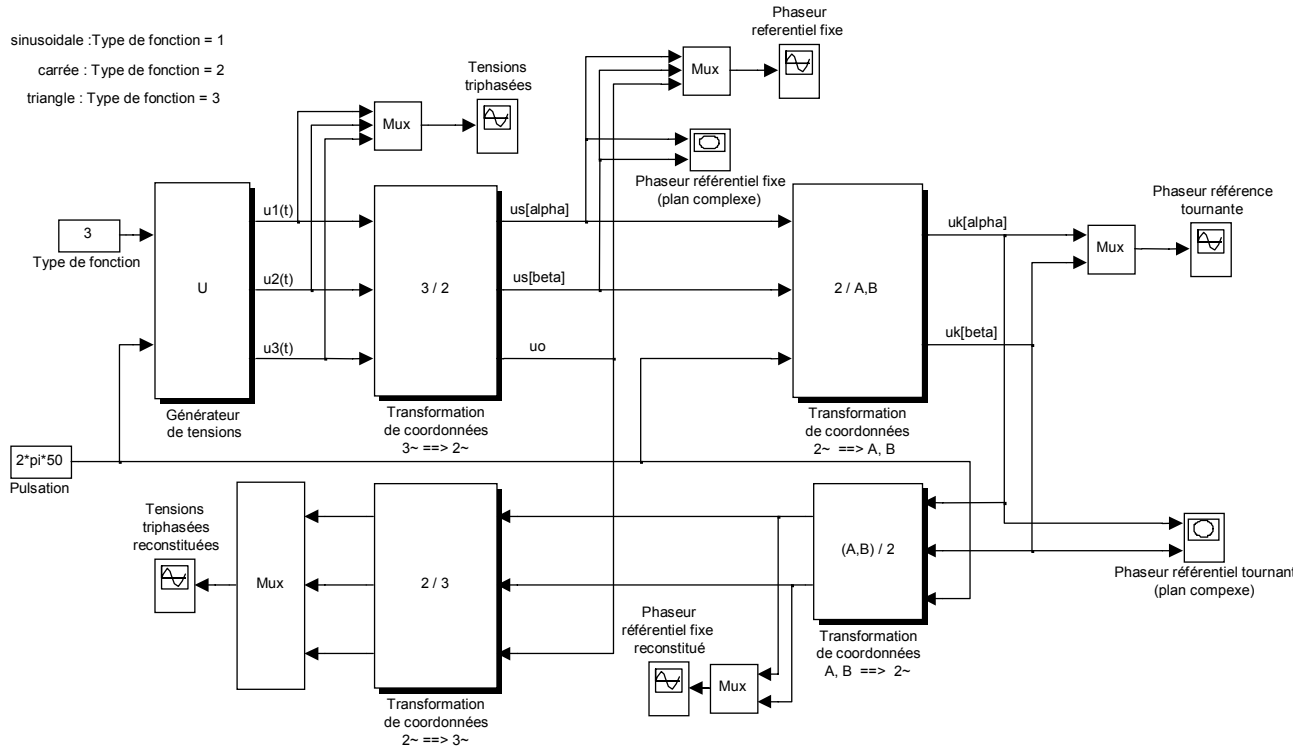 sinusoidale :Type de fonction = 1
carrée : Type de fonction = 2
triangle : Type de fonction = 3
Tensions
triphasées
Mux
Phaseur
referentiel fixe
Mux
Phaseur référentiel fixe
(plan complexe)
3
Type de fonction
U
u1(t)
u2(t)
u3(t)
Générateur
de tensions
3 / 2
us[alpha]
us[beta]
uo
Transformation
de coordonnées
3~ ==> 2~
2 / A,B
uk[alpha]
uk[beta]
Transformation
de coordonnées
2~ ==> A, B
Mux
Phaseur référence
tournante
2*pi*50
Pulsation
Tensions
triphasées
reconstituées
Mux
2 / 3
Transformation
de coordonnées
2~ ==> 3~
Phaseur
référentiel fixe
reconstitué
Mux
(A,B) / 2
Transformation
de coordonnées
A, B ==> 2~
Phaseur référentiel tournant
(plan compexe)